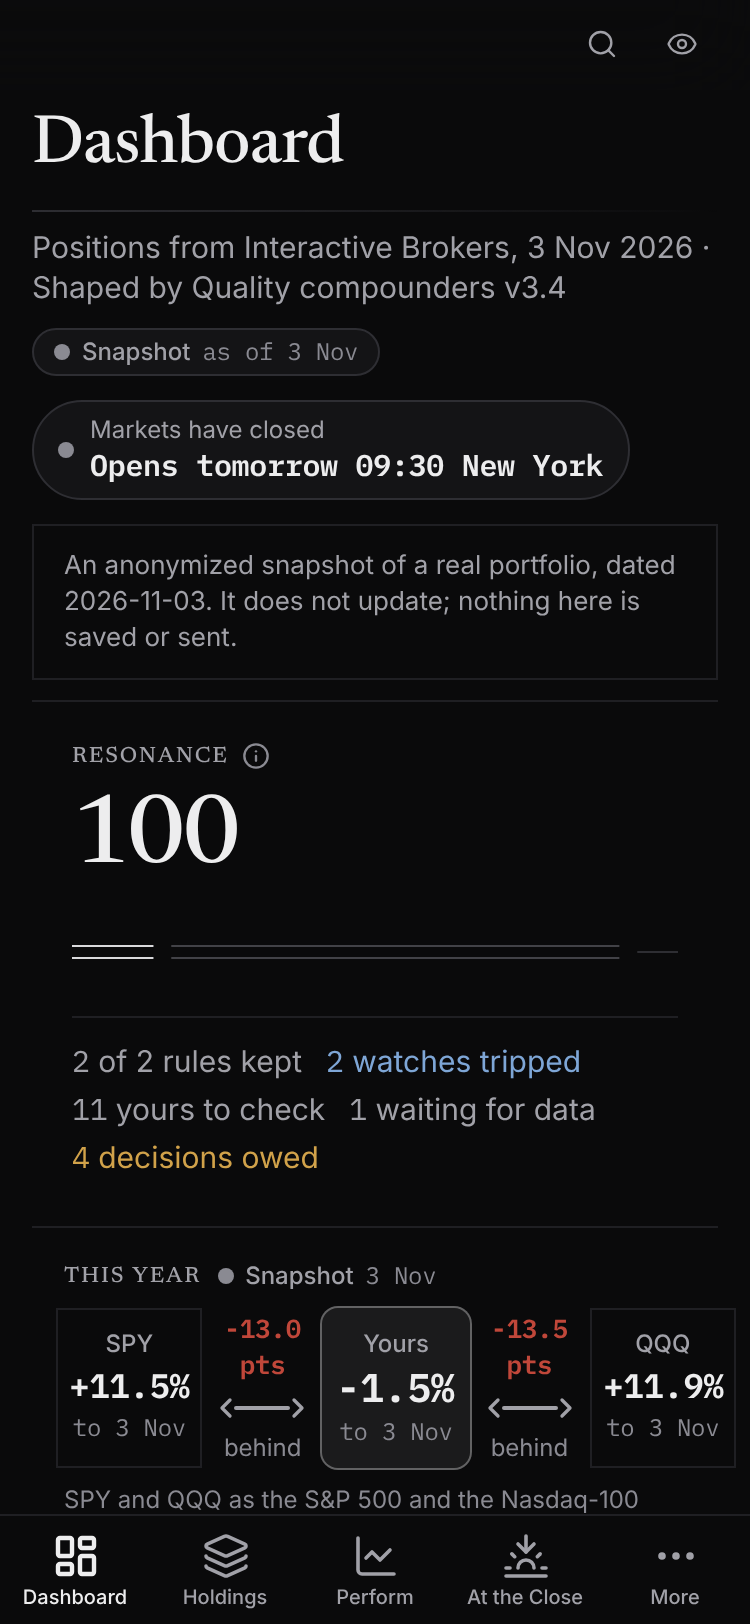 Dashboard
Positions from Interactive Brokers, 3 Nov 2026 ·
Shaped by Quality compounders v3.4
Snapshot as of 3 Nov
Markets have closed
Opens tomorrow 09:30 New York
An anonymized snapshot of a real portfolio, dated
2026-11-03. It does not update; nothing here is
saved or sent.
RESONANCE
100
2 of 2 rules kept 2 watches tripped
11 yours to check 1 waiting for data
4 decisions owed
THIS YEAR Snapshot 3 Nov
SPY
+11.5%
to 3 Nov
-13.0
pts
behind
Yours
-1.5%
to 3 Nov
-13.5
pts
behind
QQQ
+11.9%
to 3 Nov
SPY and QQQ as the S&P 500 and the Nasdaq-100
Dashboard
Holdings
Perform
At the Close
More